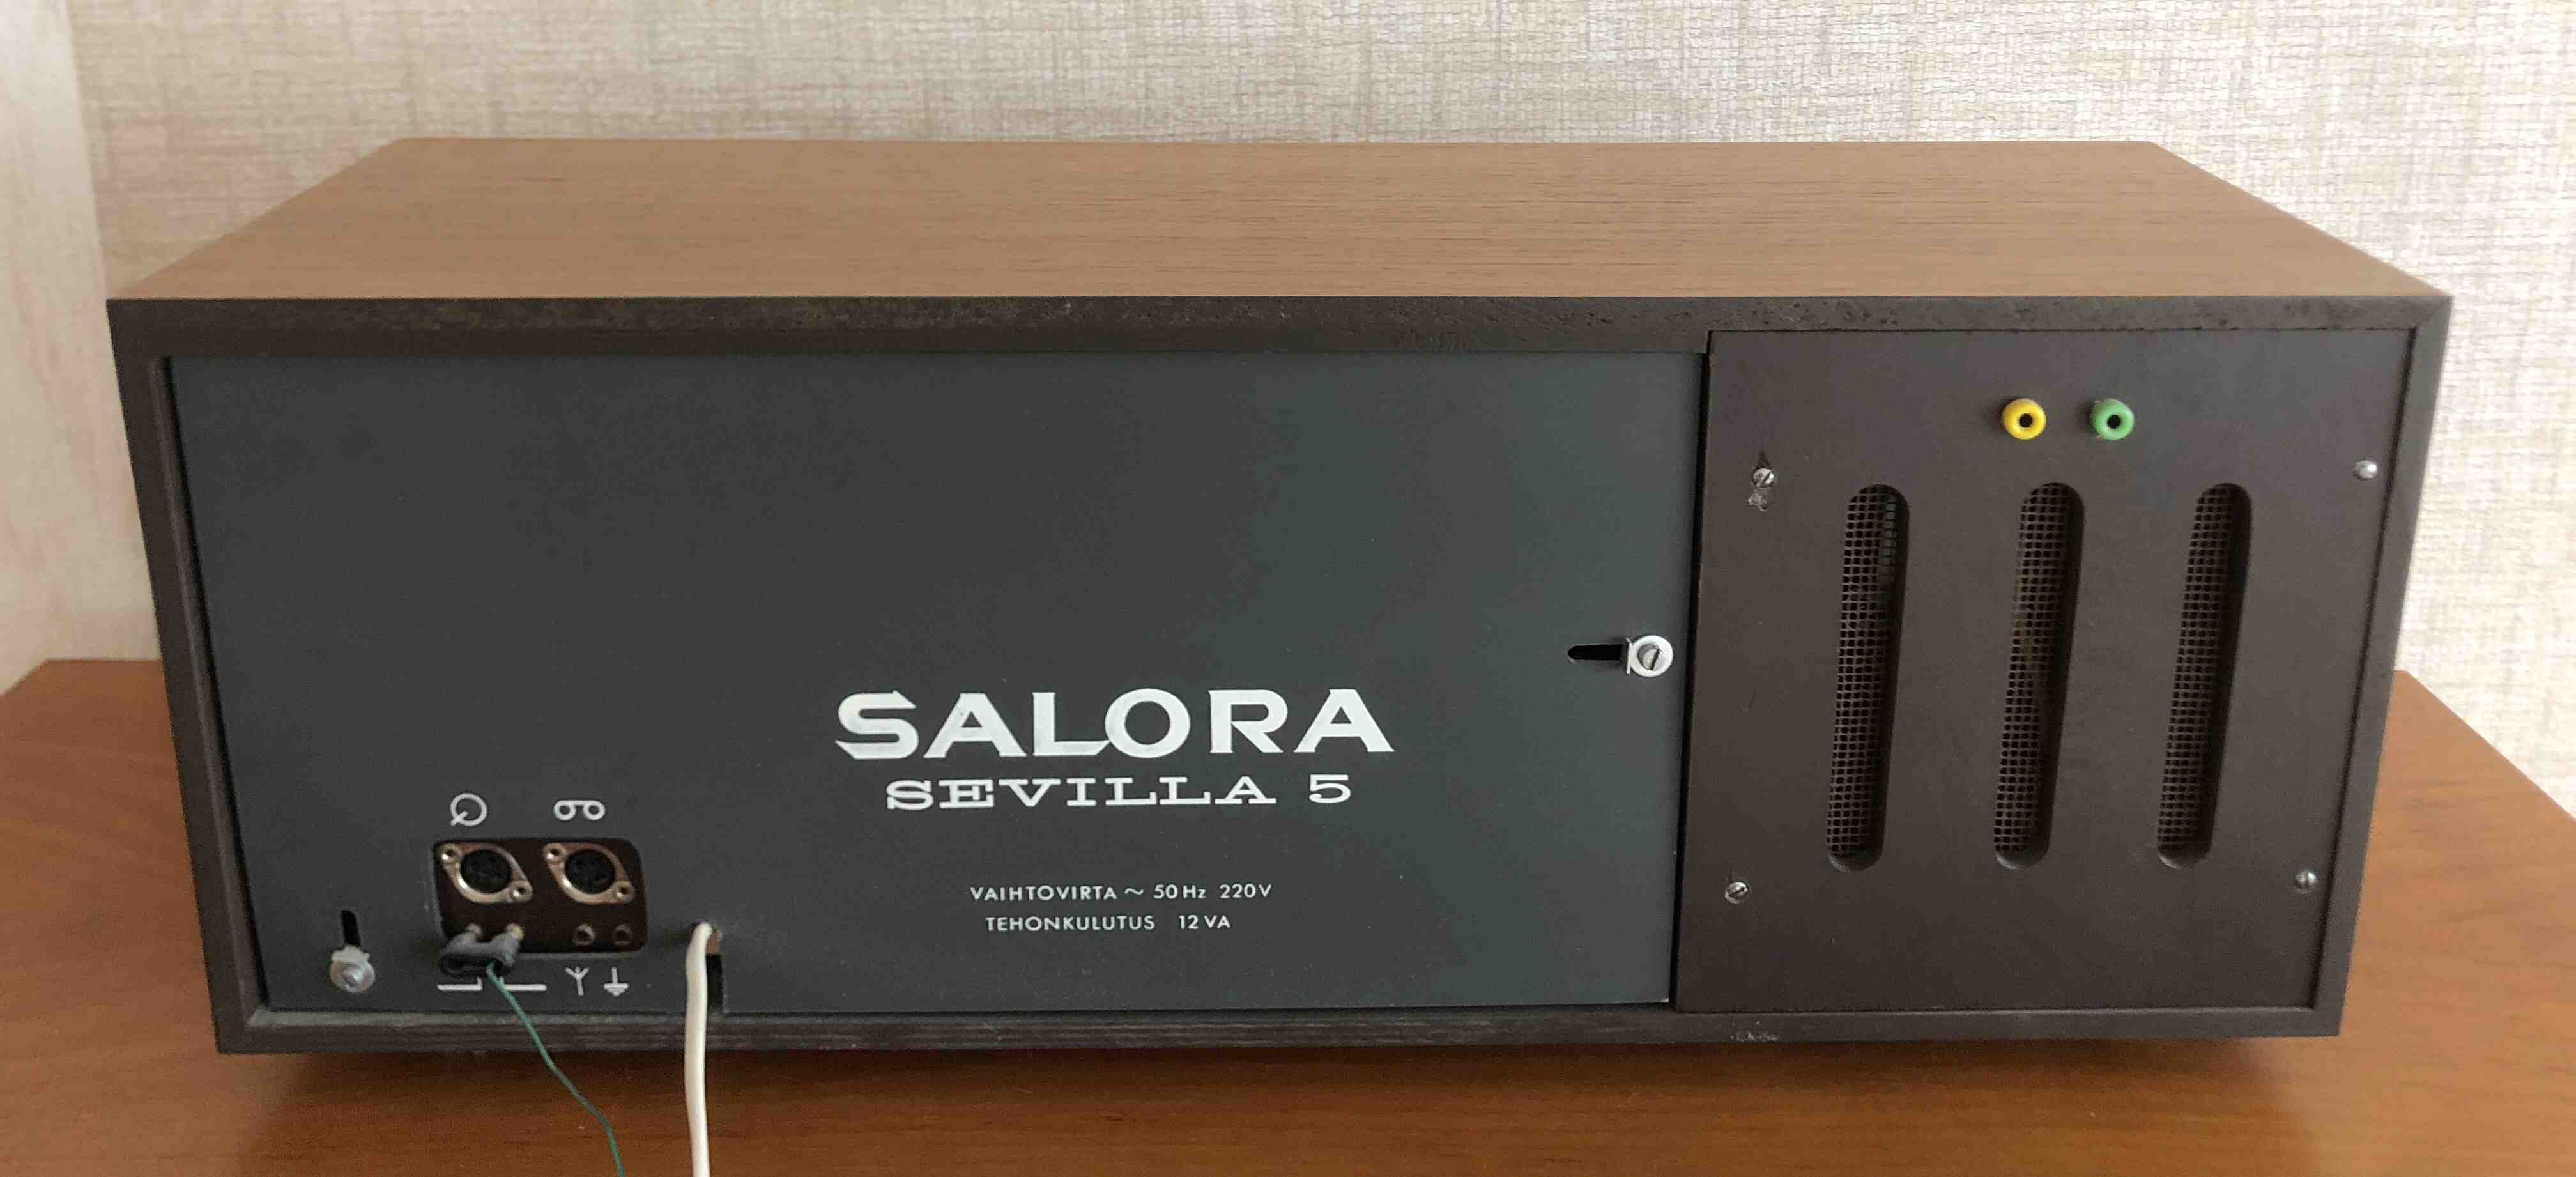 SALORA
SEVILLA 5
VAIHTOVIRTA ~ 50 Hz 220V
TEHONKULUTUS 12 VA